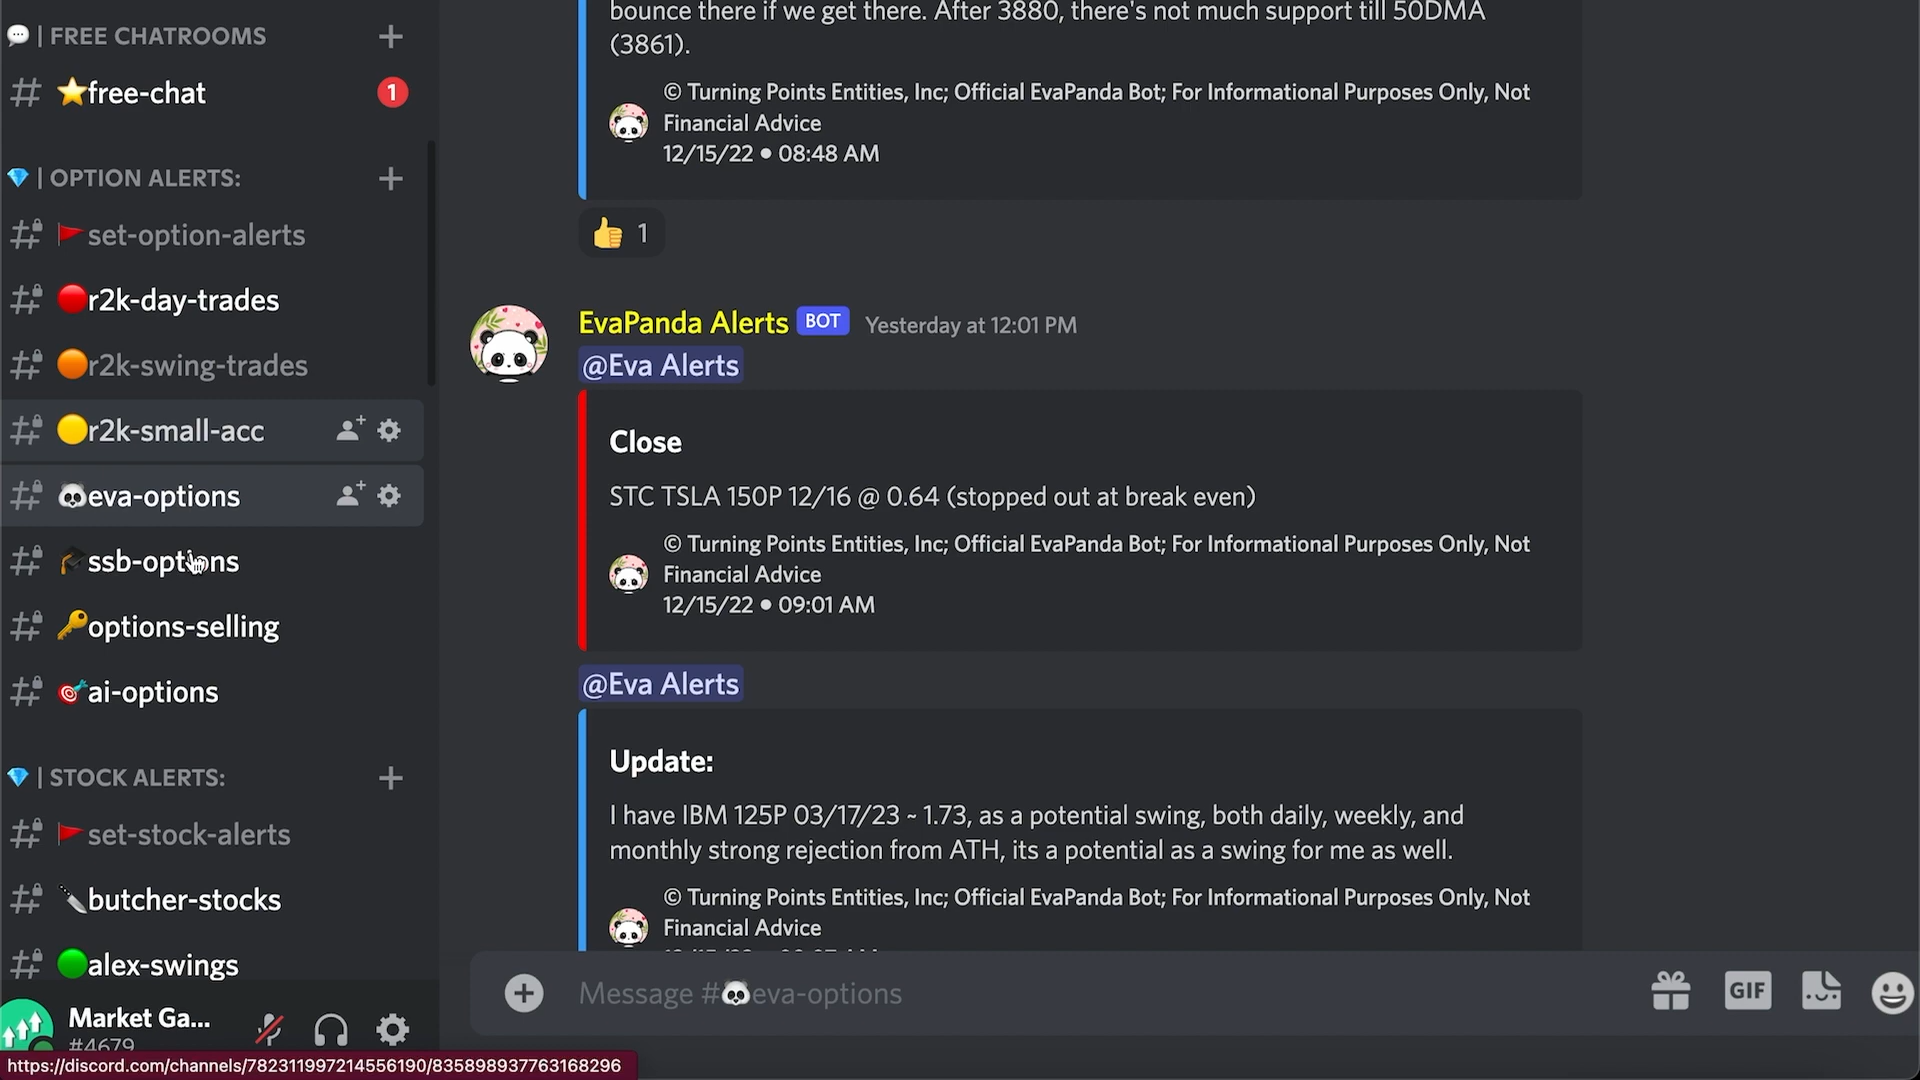 | FREE CHATROOMS
free-chat
1
| OPTION ALERTS:
set-option-alerts
r2k-day-trades
r2k-swing-trades
r2k-small-acc
eva-options
ssb-options
options-selling
ai-options
| STOCK ALERTS:
set-stock-alerts
butcher-stocks
alex-swings
Market Ga...
#4679
https://discord.com/channels/782311997214556190/835898937763168296
bounce there if we get there. After 3880, there's not much support till 50DMA
(3861).
© Turning Points Entities, Inc; Official EvaPanda Bot; For Informational Purposes Only, Not
Financial Advice
12/15/22 • 08:48 AM
1
EvaPanda Alerts BOT Yesterday at 12:01 PM
@Eva Alerts
Close
STC TSLA 150P 12/16 @ 0.64 (stopped out at break even)
© Turning Points Entities, Inc; Official EvaPanda Bot; For Informational Purposes Only, Not
Financial Advice
12/15/22 • 09:01 AM
@Eva Alerts
Update:
I have IBM 125P 03/17/23 ~ 1.73, as a potential swing, both daily, weekly, and
monthly strong rejection from ATH, its a potential as a swing for me as well.
© Turning Points Entities, Inc; Official EvaPanda Bot; For Informational Purposes Only, Not
Financial Advice
Message #🐼eva-options
GIF